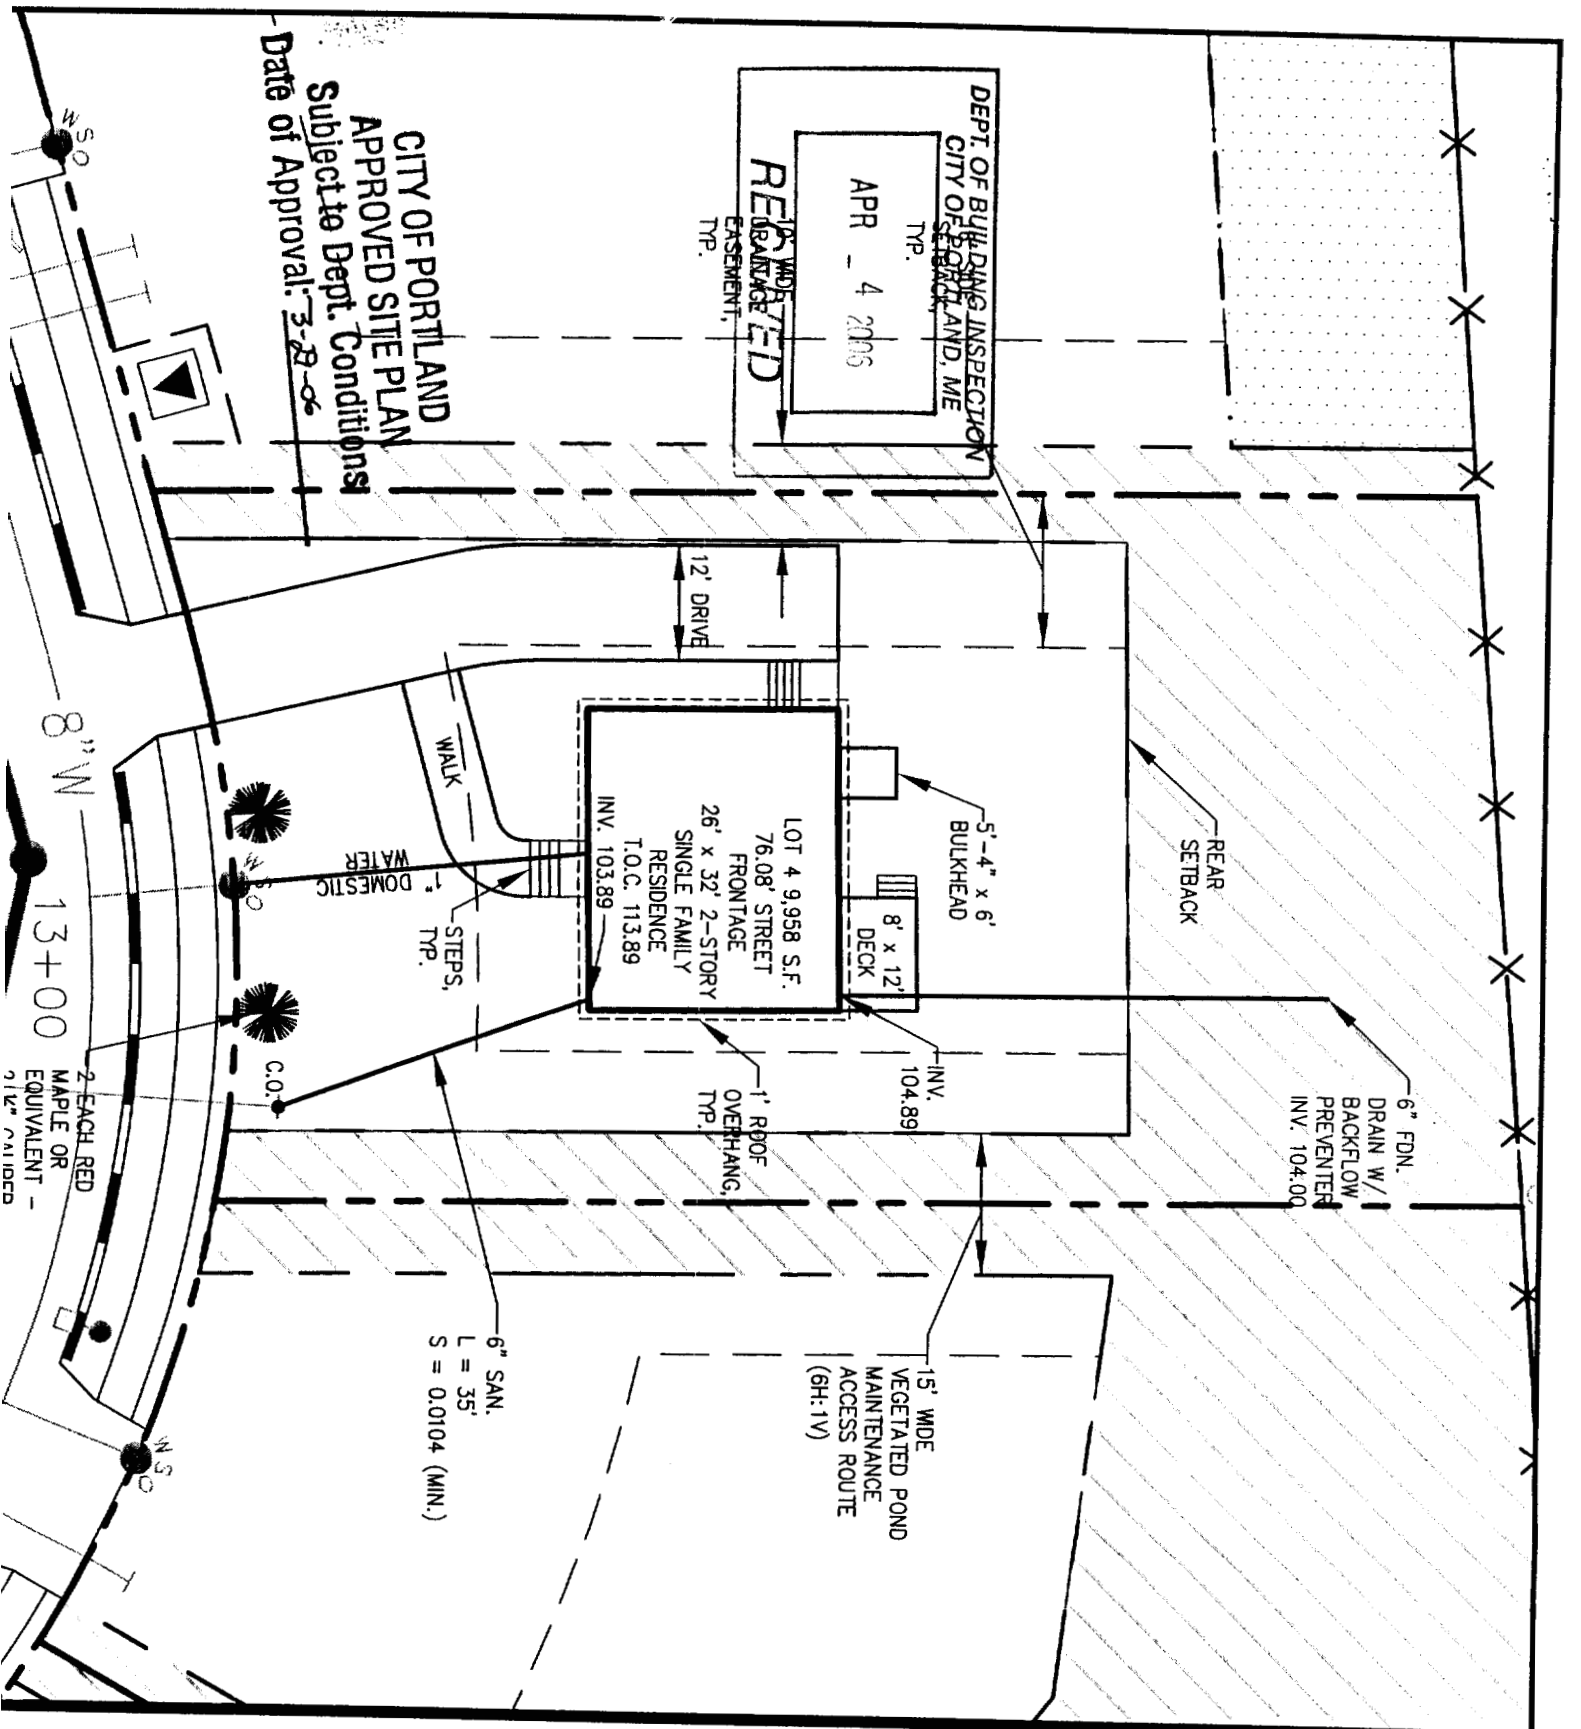 DEPT. OF BUILDING INSPECTION
CITY OF PORTLAND, ME
SETBACK,
TYP.
APR - 4 2006
RECEIVED
10' WIDE
DRAINAGE
EASEMENT,
TYP.
CITY OF PORTLAND
APPROVED SITE PLAN
Subject to Dept. Conditions
Date of Approval:
REAR
SETBACK
6" FDN.
DRAIN W/
BACKFLOW
PREVENTER
INV. 104.00
5'-4" x 6'
BULKHEAD
8' x 12'
DECK
INV.
104.89
12' DRIVE
LOT 4 9,958 S.F.
76.08' STREET
FRONTAGE
26' x 32' 2-STORY
SINGLE FAMILY
RESIDENCE
T.O.C. 113.89
INV. 103.89
1' ROOF
OVERHANG,
TYP.
15' WIDE
VEGETATED POND
MAINTENANCE
ACCESS ROUTE
(6H:1V)
WALK
STEPS,
TYP.
1" DOMESTIC
WATER
6" SAN.
L = 35'
S = 0.0104 (MIN.)
C.O.
WSO
WSO
WSO
8"W
13+00
2 EACH RED
MAPLE OR
EQUIVALENT -